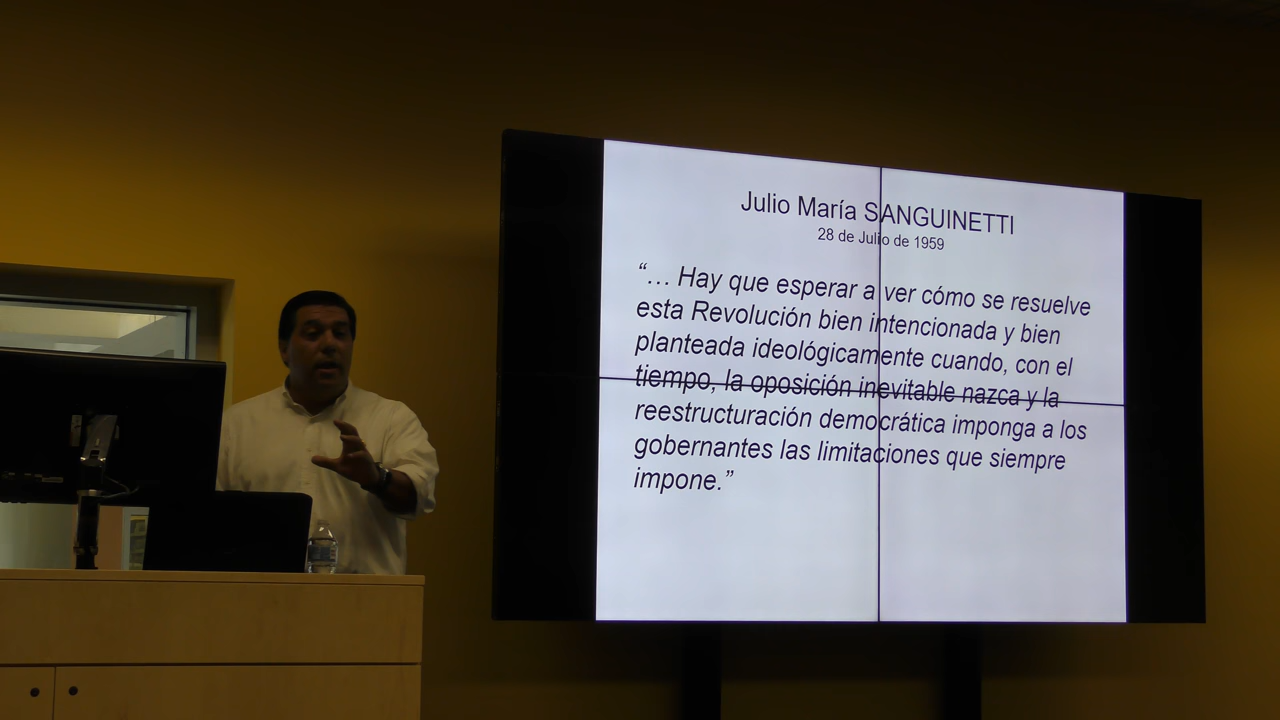 Julio María SANGUINETTI
28 de Julio de 1959
“… Hay que esperar a ver cómo se resuelve
esta Revolución bien intencionada y bien
planteada ideológicamente cuando, con el
tiempo, la oposición inevitable nazca y la
reestructuración democrática imponga a los
gobernantes las limitaciones que siempre
impone.”